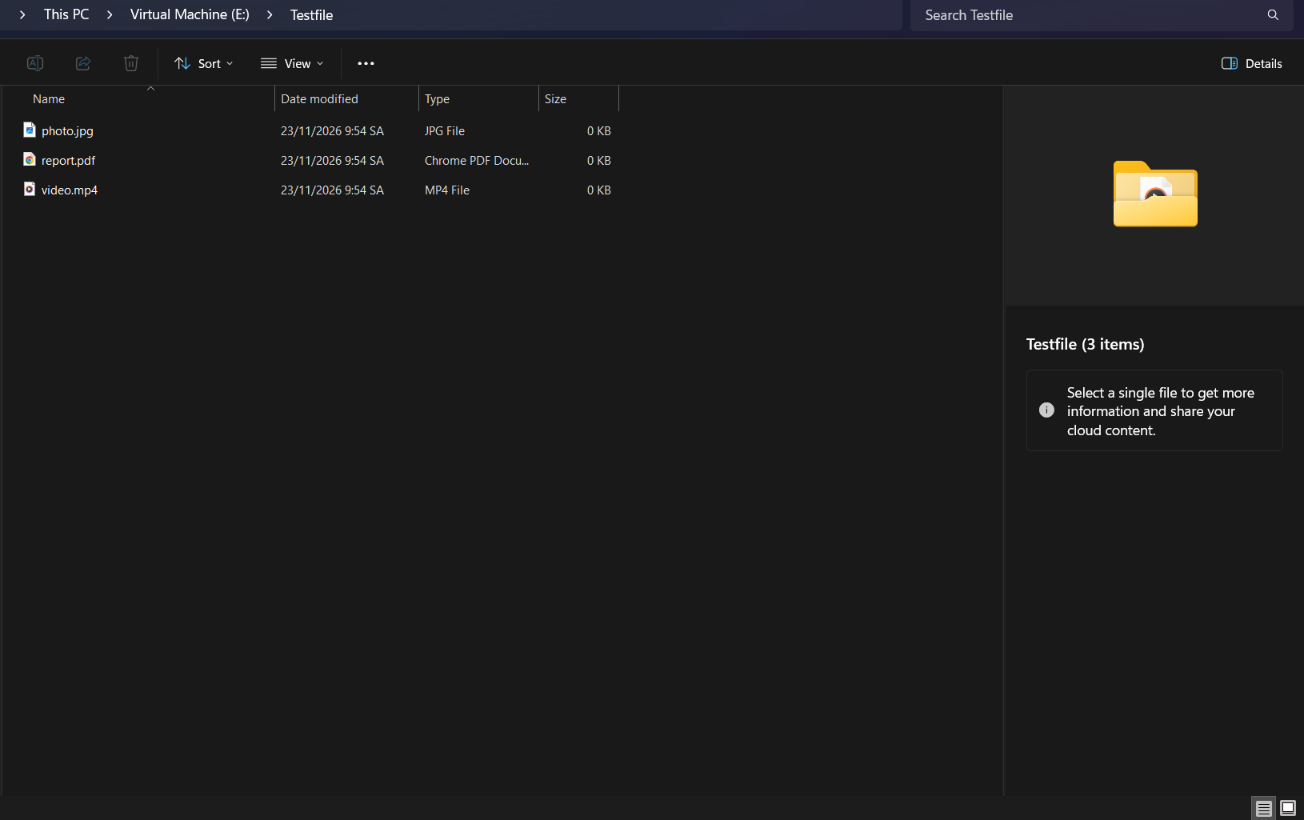 This PC > Virtual Machine (E:) > Testfile
Search Testfile
Sort
View
Details
Name Date modified Type Size
photo.jpg 23/11/2026 9:54 SA JPG File 0 KB
report.pdf 23/11/2026 9:54 SA Chrome PDF Docu... 0 KB
video.mp4 23/11/2026 9:54 SA MP4 File 0 KB
Testfile (3 items)
Select a single file to get more
information and share your
cloud content.